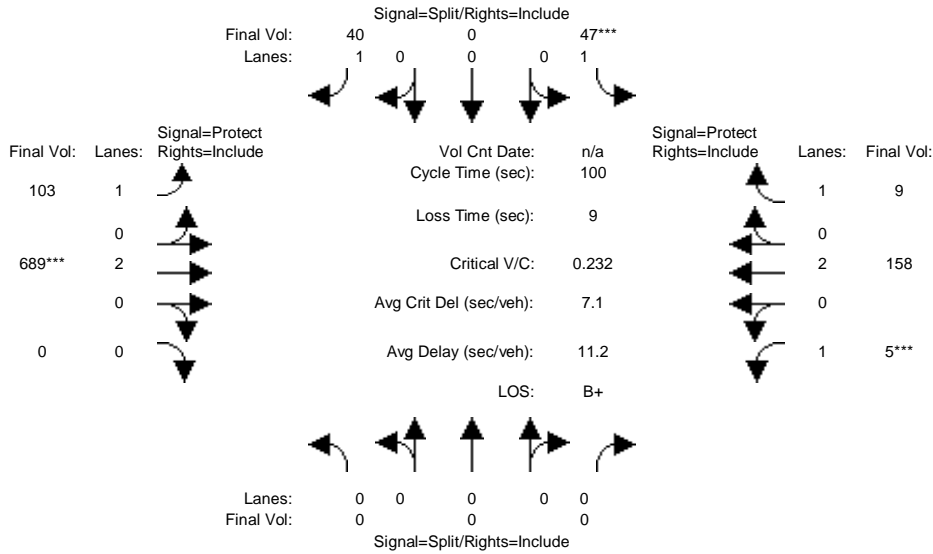 Signal=Split/Rights=Include
Final Vol: 40 0 47***
Lanes: 1 0 0 0 1
Signal=Protect
Final Vol: Lanes: Rights=Include
Vol Cnt Date: n/a
Signal=Protect
Rights=Include Lanes: Final Vol:
Cycle Time (sec): 100
103 1
1 9
Loss Time (sec): 9
0
0
689*** 2
Critical V/C: 0.232
2 158
0
Avg Crit Del (sec/veh): 7.1
0
0 0
Avg Delay (sec/veh): 11.2
1 5***
LOS: B+
Lanes: 0 0 0 0 0
Final Vol: 0 0 0
Signal=Split/Rights=Include